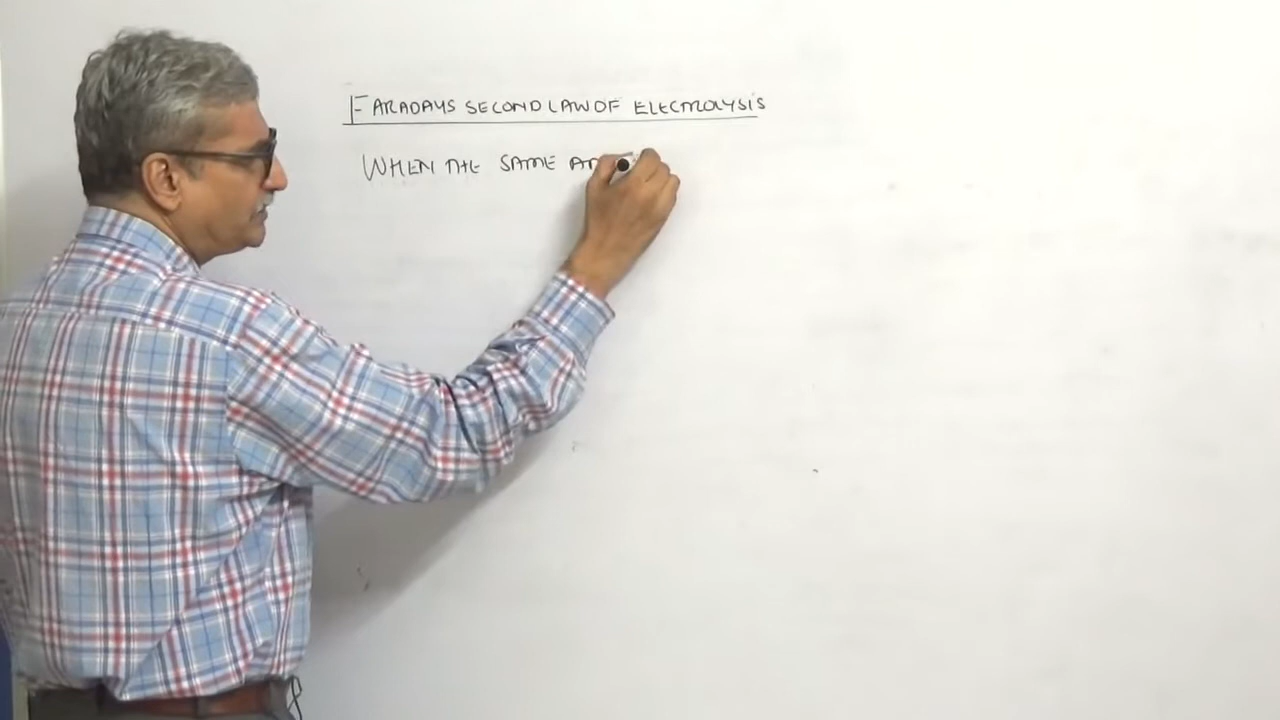 FARADAYS SECOND LAW OF ELECTROLYSIS
WHEN THE SAME